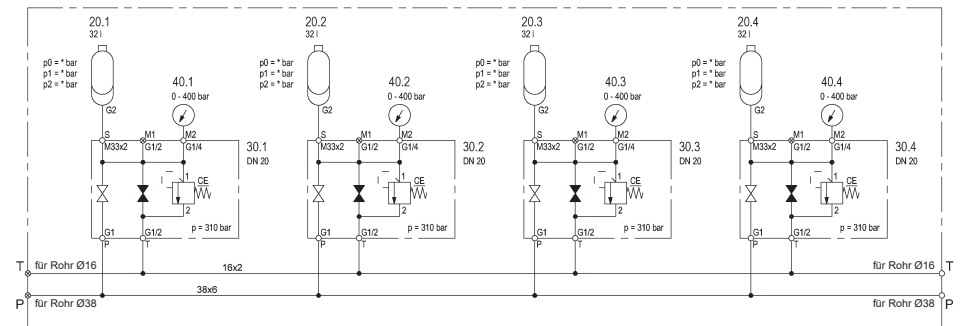 20.1
32 l
p0 = * bar
p1 = * bar
p2 = * bar
G2
40.1
0 - 400 bar
S
M1
M2
M33x2
G1/2
G1/4
30.1
DN 20
1
CE
2
p = 310 bar
G1
G1/2
P
T
20.2
32 l
p0 = * bar
p1 = * bar
p2 = * bar
G2
40.2
0 - 400 bar
S
M1
M2
M33x2
G1/2
G1/4
30.2
DN 20
1
CE
2
p = 310 bar
G1
G1/2
P
T
20.3
32 l
p0 = * bar
p1 = * bar
p2 = * bar
G2
40.3
0 - 400 bar
S
M1
M2
M33x2
G1/2
G1/4
30.3
DN 20
1
CE
2
p = 310 bar
G1
G1/2
P
T
20.4
32 l
p0 = * bar
p1 = * bar
p2 = * bar
G2
40.4
0 - 400 bar
S
M1
M2
M33x2
G1/2
G1/4
30.4
DN 20
1
CE
2
p = 310 bar
G1
G1/2
P
T
T für Rohr Ø16 16x2 für Rohr Ø16 T
P für Rohr Ø38 38x6 für Rohr Ø38 P